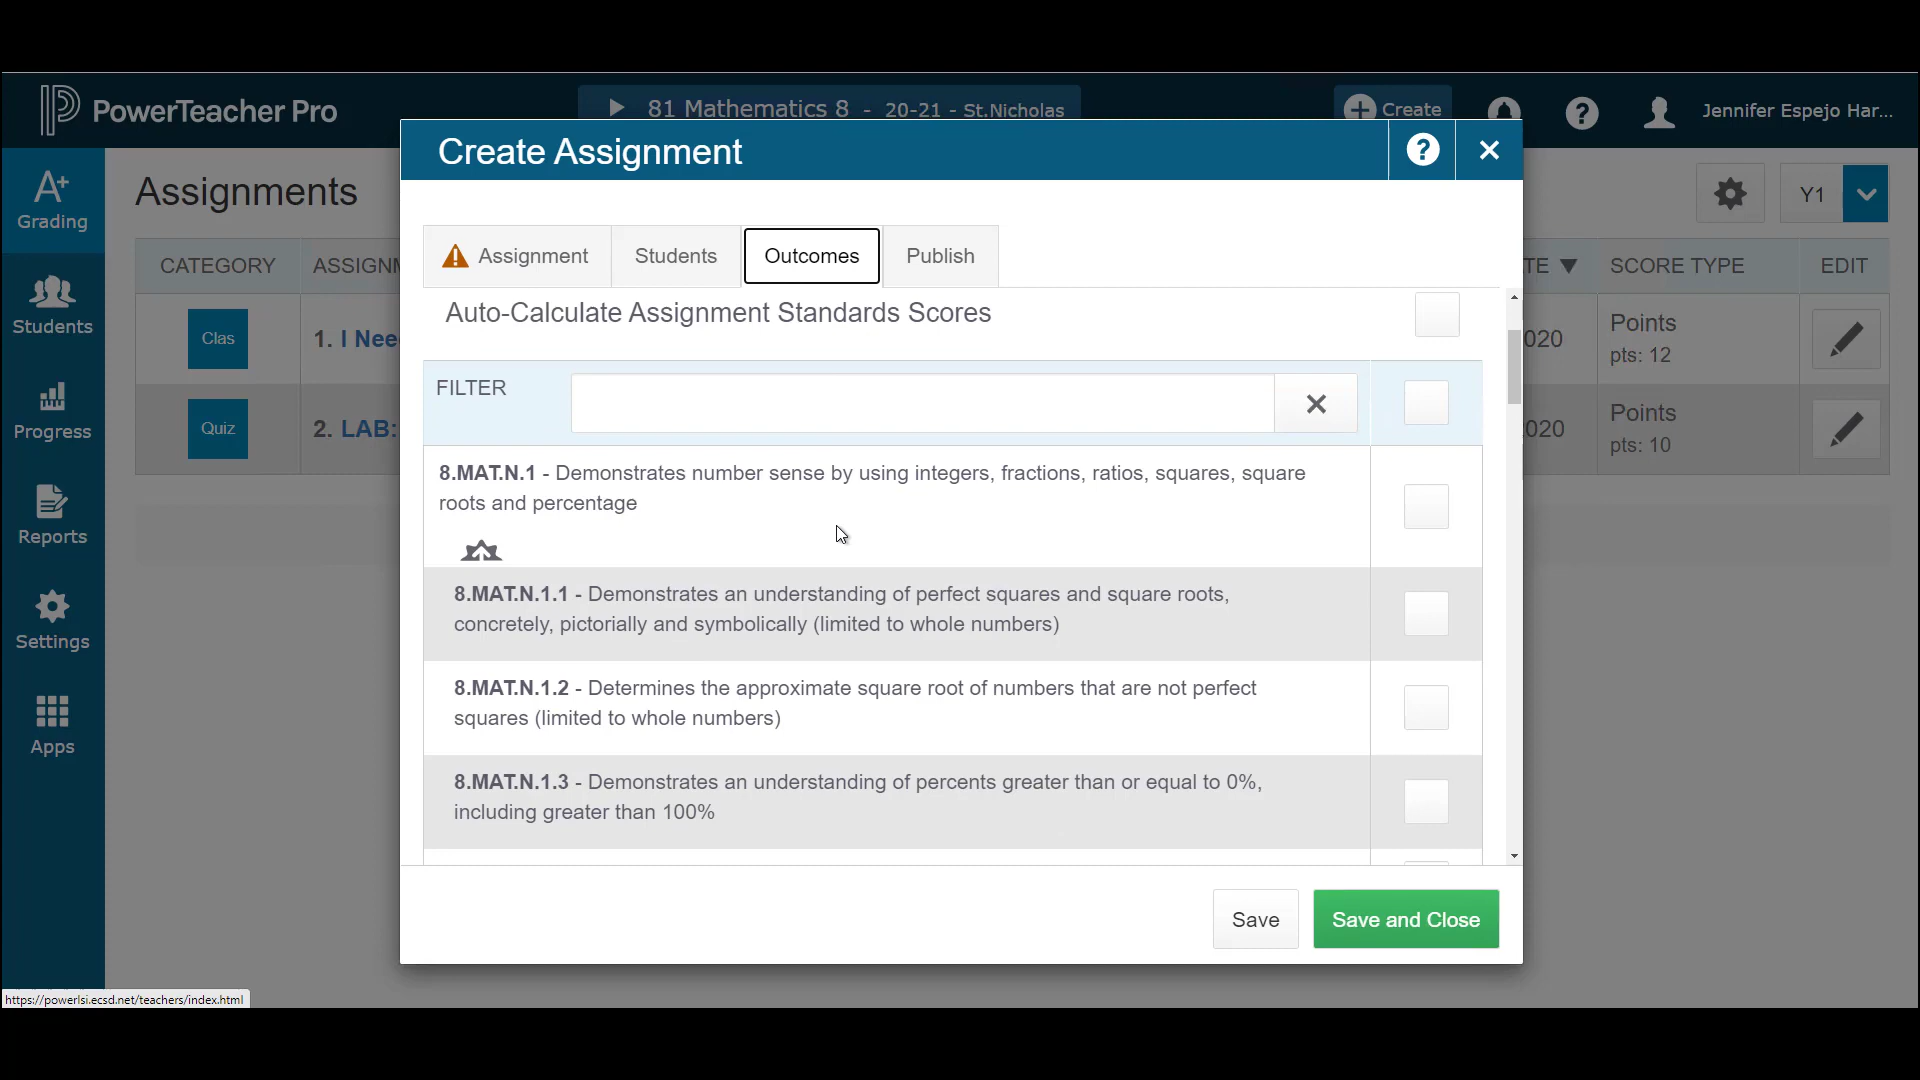 PowerTeacher Pro
81 Mathematics 8 - 20-21 - St.Nicholas
Create
Jennifer Espejo Har...
Grading
Students
Progress
Reports
Settings
Apps
Assignments
Y1
CATEGORY
ASSIGNM
TE
SCORE TYPE
EDIT
Clas
1. I Nee
020
Points
pts: 12
Quiz
2. LAB:
020
Points
pts: 10
Create Assignment
Assignment
Students
Outcomes
Publish
Auto-Calculate Assignment Standards Scores
FILTER
8.MAT.N.1 - Demonstrates number sense by using integers, fractions, ratios, squares, square
roots and percentage
8.MAT.N.1.1 - Demonstrates an understanding of perfect squares and square roots,
concretely, pictorially and symbolically (limited to whole numbers)
8.MAT.N.1.2 - Determines the approximate square root of numbers that are not perfect
squares (limited to whole numbers)
8.MAT.N.1.3 - Demonstrates an understanding of percents greater than or equal to 0%,
including greater than 100%
Save
Save and Close
https://powerlsi.ecsd.net/teachers/index.html